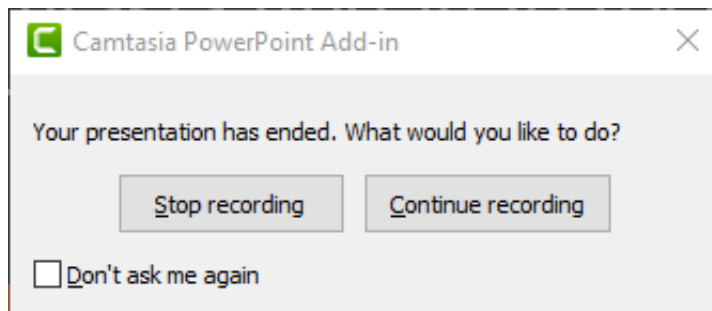 Camtasia PowerPoint Add-in
Your presentation has ended. What would you like to do?
Stop recording
Continue recording
Don't ask me again